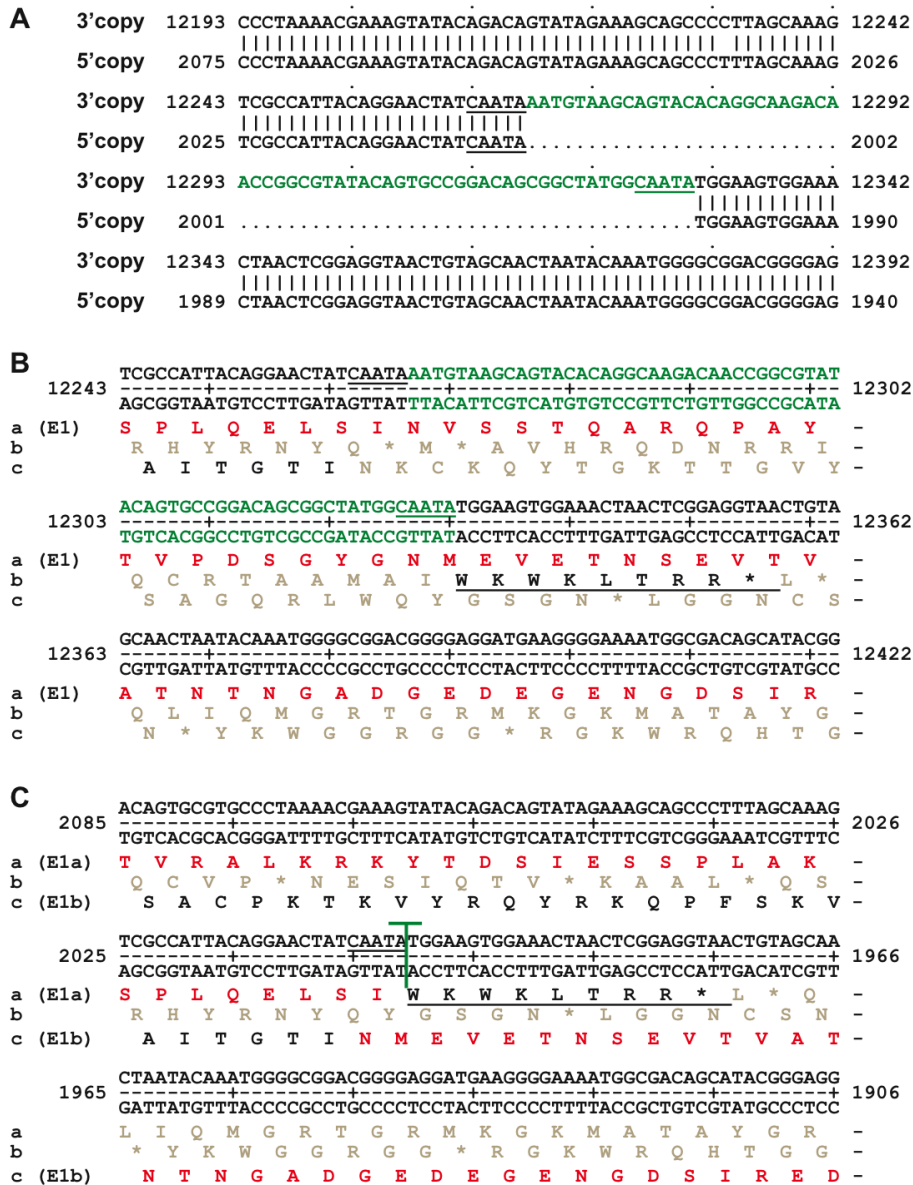 A
3'copy 12193 CCCTAAAACGAAAGTATACAGACAGTATAGAAAGCAGCCCCTTAGCAAAG 12242
5'copy 2075 CCCTAAAACGAAAGTATACAGACAGTATAGAAAGCAGCCCTTTAGCAAAG 2026
3'copy 12243 TCGCCATTACAGGAACTATCAATAAATGTAAGCAGTACACAGGCAAGACA 12292
5'copy 2025 TCGCCATTACAGGAACTATCAATA.......................... 2002
3'copy 12293 ACCGGCGTATACAGTGCCGGACAGCGGCTATGGCAATATGGAAGTGGAAA 12342
5'copy 2001 ......................................TGGAAGTGGAAA 1990
3'copy 12343 CTAACTCGGAGGTAACTGTAGCAACTAATACAAATGGGGCGGACGGGGAG 12392
5'copy 1989 CTAACTCGGAGGTAACTGTAGCAACTAATACAAATGGGGCGGACGGGGAG 1940
B
TCGCCATTACAGGAACTATCAATAAATGTAAGCAGTACACAGGCAAGACAACCGGCGTAT
12243 ---------+---------+---------+---------+---------+---------+ 12302
AGCGGTAATGTCCTTGATAGTTATTTACATTCGTCATGTGTCCGTTCTGTTGGCCGCATA
a (E1) S P L Q E L S I N V S S T Q A R Q P A Y -
b R H Y R N Y Q * M * A V H R Q D N R R I -
c A I T G T I N K C K Q Y T G K T T G V Y -
ACAGTGCCGGACAGCGGCTATGGCAATATGGAAGTGGAAACTAACTCGGAGGTAACTGTA
12303 ---------+---------+---------+---------+---------+---------+ 12362
TGTCACGGCCTGTCGCCGATACCGTTATACCTTCACCTTTGATTGAGCCTCCATTGACAT
a (E1) T V P D S G Y G N M E V E T N S E V T V -
b Q C R T A A M A I W K W K L T R R * L * -
c S A G Q R L W Q Y G S G N * L G G N C S -
GCAACTAATACAAATGGGGCGGACGGGGAGGATGAAGGGGAAAATGGCGACAGCATACGG
12363 ---------+---------+---------+---------+---------+---------+ 12422
CGTTGATTATGTTTACCCCGCCTGCCCCTCCTACTTCCCCTTTTACCGCTGTCGTATGCC
a (E1) A T N T N G A D G E D E G E N G D S I R -
b Q L I Q M G R T G R M K G K M A T A Y G -
c N * Y K W G G R G G * R G K W R Q H T G -
C
ACAGTGCGTGCCCTAAAACGAAAGTATACAGACAGTATAGAAAGCAGCCCTTTAGCAAAG
2085 ---------+---------+---------+---------+---------+---------+ 2026
TGTCACGCACGGGATTTTGCTTTCATATGTCTGTCATATCTTTCGTCGGGAAATCGTTTC
a (E1a) T V R A L K R K Y T D S I E S S P L A K -
b Q C V P * N E S I Q T V * K A A L * Q S -
c (E1b) S A C P K T K V Y R Q Y R K Q P F S K V -
TCGCCATTACAGGAACTATCAATATGGAAGTGGAAACTAACTCGGAGGTAACTGTAGCAA
2025 ---------+---------+---------+---------+---------+---------+ 1966
AGCGGTAATGTCCTTGATAGTTATACCTTCACCTTTGATTGAGCCTCCATTGACATCGTT
a (E1a) S P L Q E L S I W K W K L T R R * L * Q -
b R H Y R N Y Q Y G S G N * L G G N C S N -
c (E1b) A I T G T I N M E V E T N S E V T V A T -
CTAATACAAATGGGGCGGACGGGGAGGATGAAGGGGAAAATGGCGACAGCATACGGGAGG
1965 ---------+---------+---------+---------+---------+---------+ 1906
GATTATGTTTACCCCGCCTGCCCCTCCTACTTCCCCTTTTACCGCTGTCGTATGCCCTCC
a L I Q M G R T G R M K G K M A T A Y G R -
b * Y K W G G R G G * R G K W R Q H T G G -
c (E1b) N T N G A D G E D E G E N G D S I R E D -